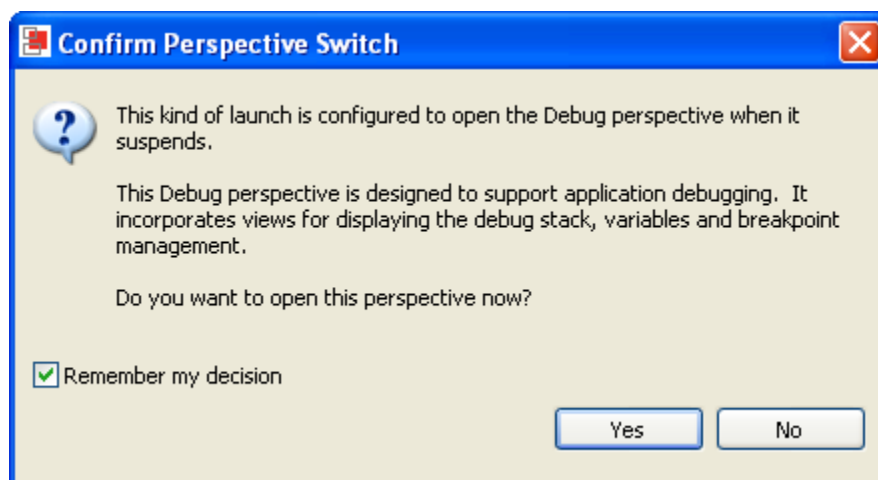 Confirm Perspective Switch
This kind of launch is configured to open the Debug perspective when it
suspends.
This Debug perspective is designed to support application debugging.  It
incorporates views for displaying the debug stack, variables and breakpoint
management.
Do you want to open this perspective now?
Remember my decision
Yes No